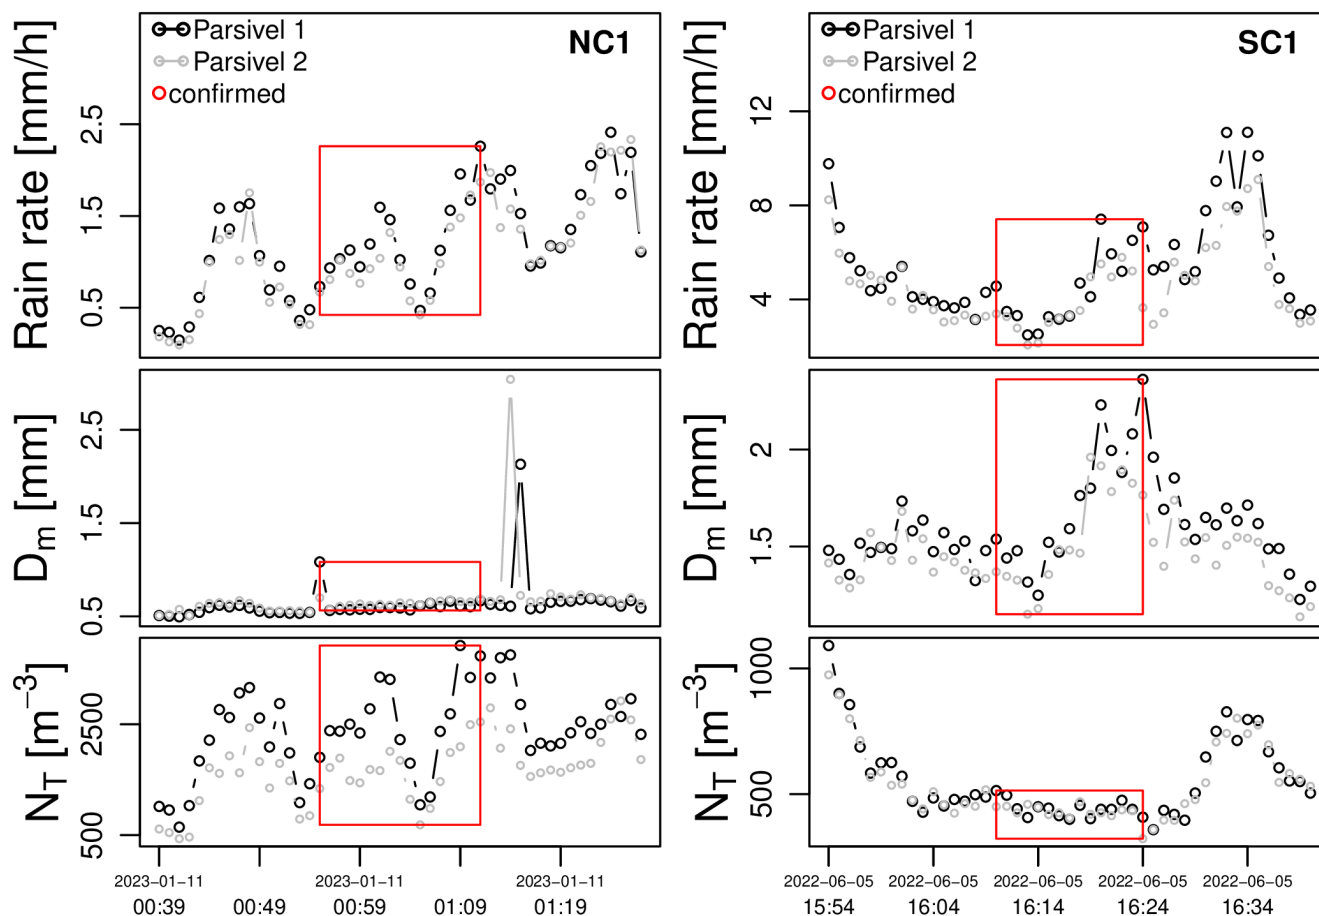 Rain rate [mm/h]
0.5 1.5 2.5
Parsivel 1
Parsivel 2
confirmed
NC1
Dm [mm]
0.5 1.5 2.5
NT [m−3]
500 2500
2023−01−11 2023−01−11 2023−01−11
00:39 00:49 00:59 01:09 01:19
Rain rate [mm/h]
4 8 12
Parsivel 1
Parsivel 2
confirmed
SC1
Dm [mm]
1.5 2
NT [m−3]
500 1000
2022−06−05 2022−06−05 2022−06−05 2022−06−05 2022−06−05
15:54 16:04 16:14 16:24 16:34